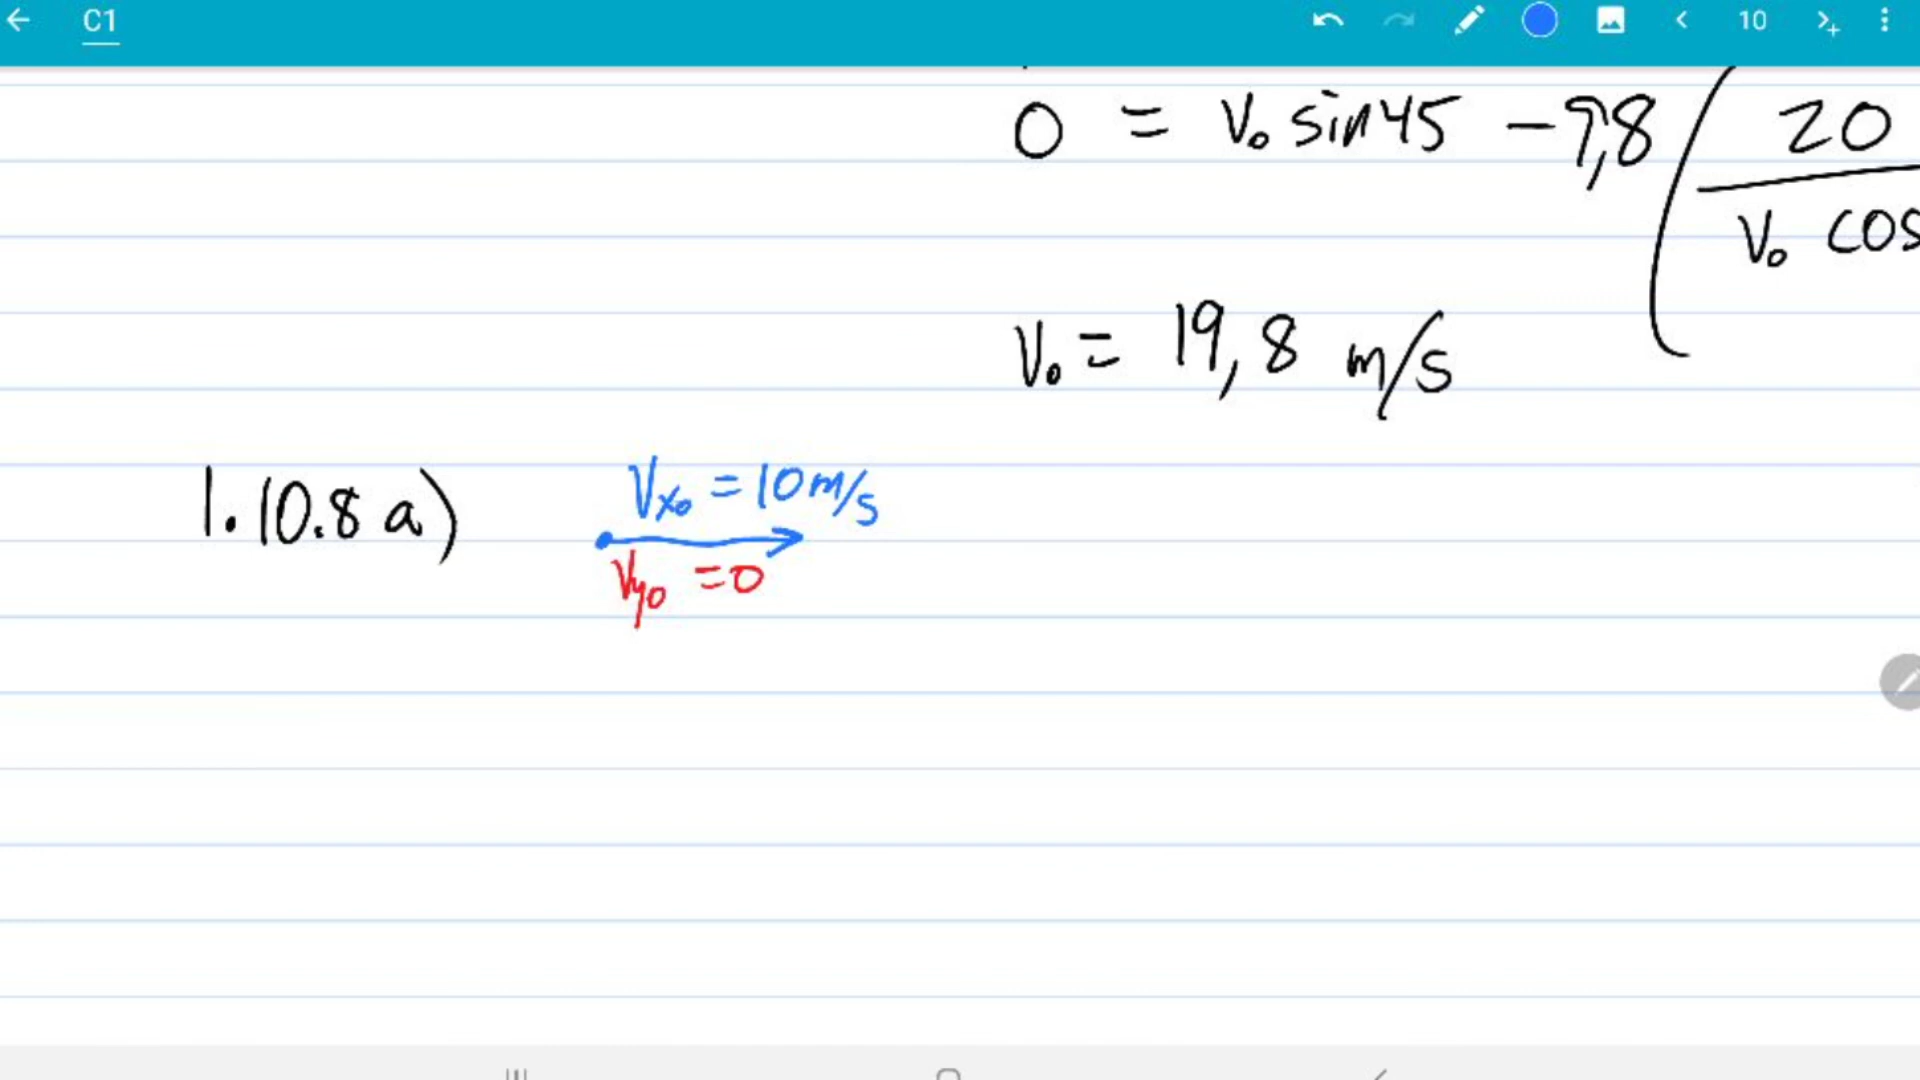 C1
10
0 = V₀ sin45 - 9,8 ( 20 / V₀ cos
V₀ = 19,8 m/s
1.10.8 a)
Vx₀ = 10 m/s
Vy₀ = 0